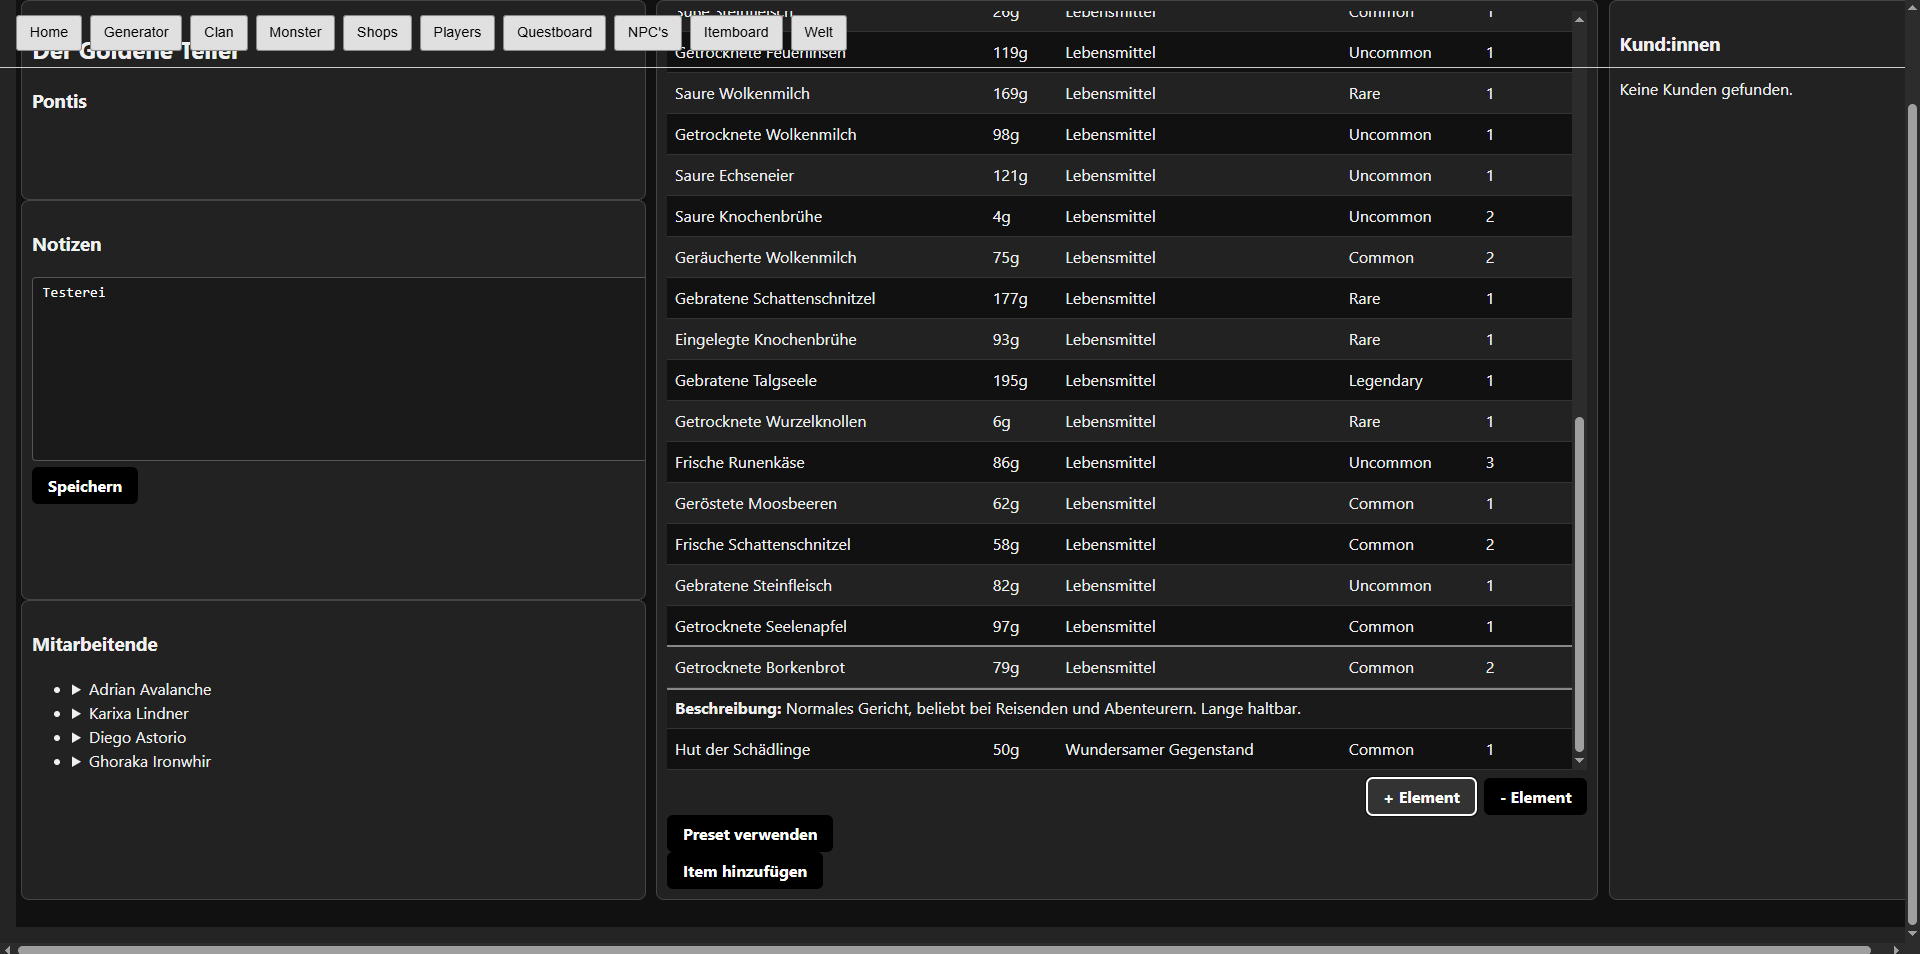 Home Generator Clan Monster Shops Players Questboard NPC's Itemboard Welt
Der Goldene Teller
Pontis
Notizen
Testerei
Speichern
Mitarbeitende
Adrian Avalanche
Karixa Lindner
Diego Astorio
Ghoraka Ironwhir
Süße Steinfleisch 26g Lebensmittel Common 1
Getrocknete Feuerlinsen 119g Lebensmittel Uncommon 1
Saure Wolkenmilch 169g Lebensmittel Rare 1
Getrocknete Wolkenmilch 98g Lebensmittel Uncommon 1
Saure Echseneier 121g Lebensmittel Uncommon 1
Saure Knochenbrühe 4g Lebensmittel Uncommon 2
Geräucherte Wolkenmilch 75g Lebensmittel Common 2
Gebratene Schattenschnitzel 177g Lebensmittel Rare 1
Eingelegte Knochenbrühe 93g Lebensmittel Rare 1
Gebratene Talgseele 195g Lebensmittel Legendary 1
Getrocknete Wurzelknollen 6g Lebensmittel Rare 1
Frische Runenkäse 86g Lebensmittel Uncommon 3
Geröstete Moosbeeren 62g Lebensmittel Common 1
Frische Schattenschnitzel 58g Lebensmittel Common 2
Gebratene Steinfleisch 82g Lebensmittel Uncommon 1
Getrocknete Seelenapfel 97g Lebensmittel Common 1
Getrocknete Borkenbrot 79g Lebensmittel Common 2
Beschreibung: Normales Gericht, beliebt bei Reisenden und Abenteurern. Lange haltbar.
Hut der Schädlinge 50g Wundersamer Gegenstand Common 1
+ Element - Element
Preset verwenden
Item hinzufügen
Kund:innen
Keine Kunden gefunden.